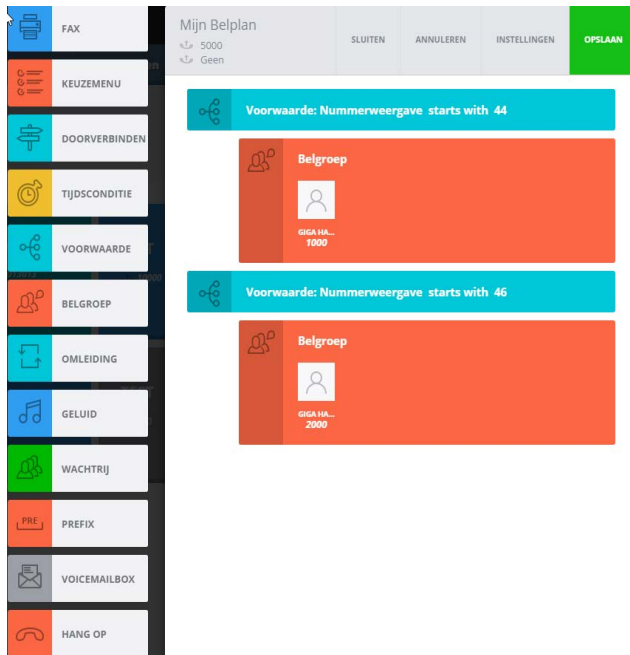 FAX
KEUZEMENU
DOORVERBINDEN
TIJDSCONDITIE
VOORWAARDE
BELGROEP
OMLEIDING
GELUID
WACHTRIJ
PRE
PREFIX
VOICEMAILBOX
HANG OP
Mijn Belplan
5000
Geen
SLUITEN
ANNULEREN
INSTELLINGEN
OPSLAAN
Voorwaarde: Nummerweergave starts with 44
Belgroep
GIGA HA...
1000
Voorwaarde: Nummerweergave starts with 46
Belgroep
GIGA HA...
2000